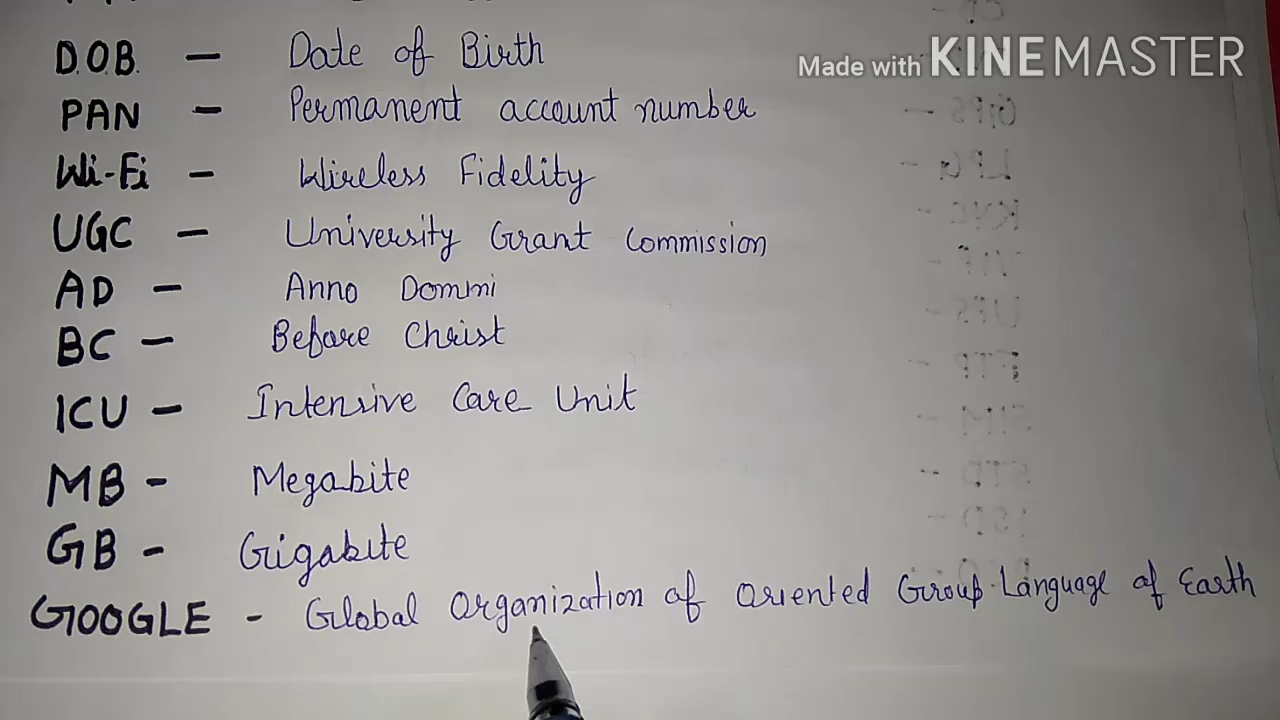 Made with KINEMASTER
D.O.B. — Date of Birth
PAN — Permanent account number
Wi-Fi — Wireless Fidelity
UGC — University Grant Commission
AD — Anno Domini
BC — Before Christ
ICU — Intensive Care Unit
MB - Megabite
GB - Gigabite
GOOGLE - Global Organization of Oriented Group Language of Earth